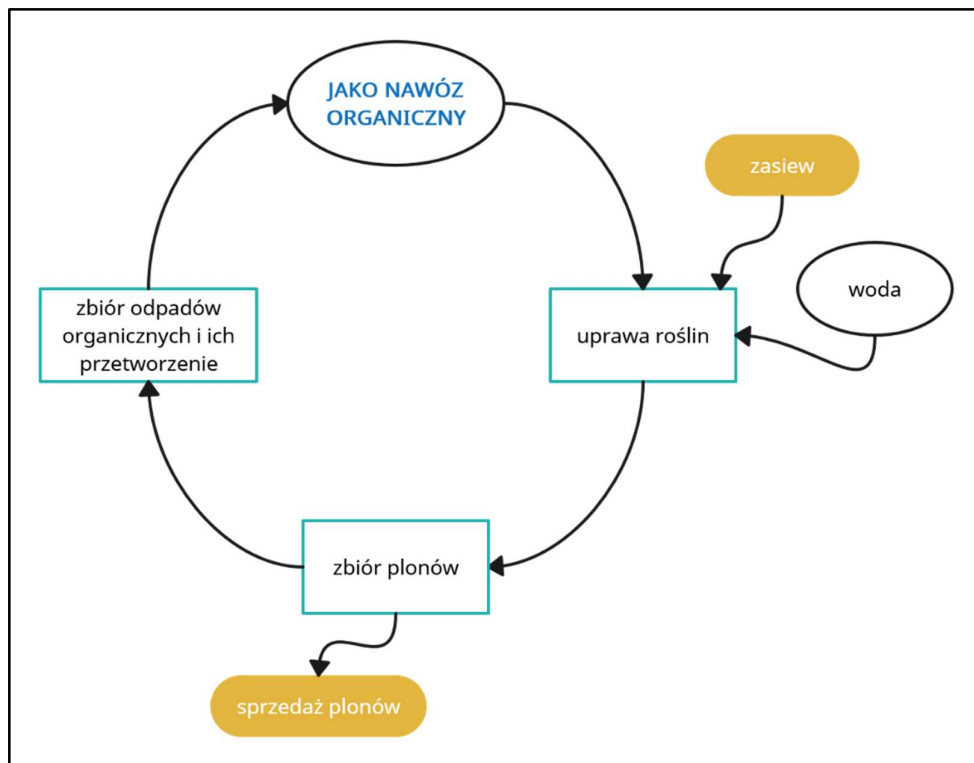 JAKO NAWÓZ
ORGANICZNY
zasiew
woda
zbiór odpadów
organicznych i ich
przetworzenie
uprawa roślin
zbiór plonów
sprzedaż plonów